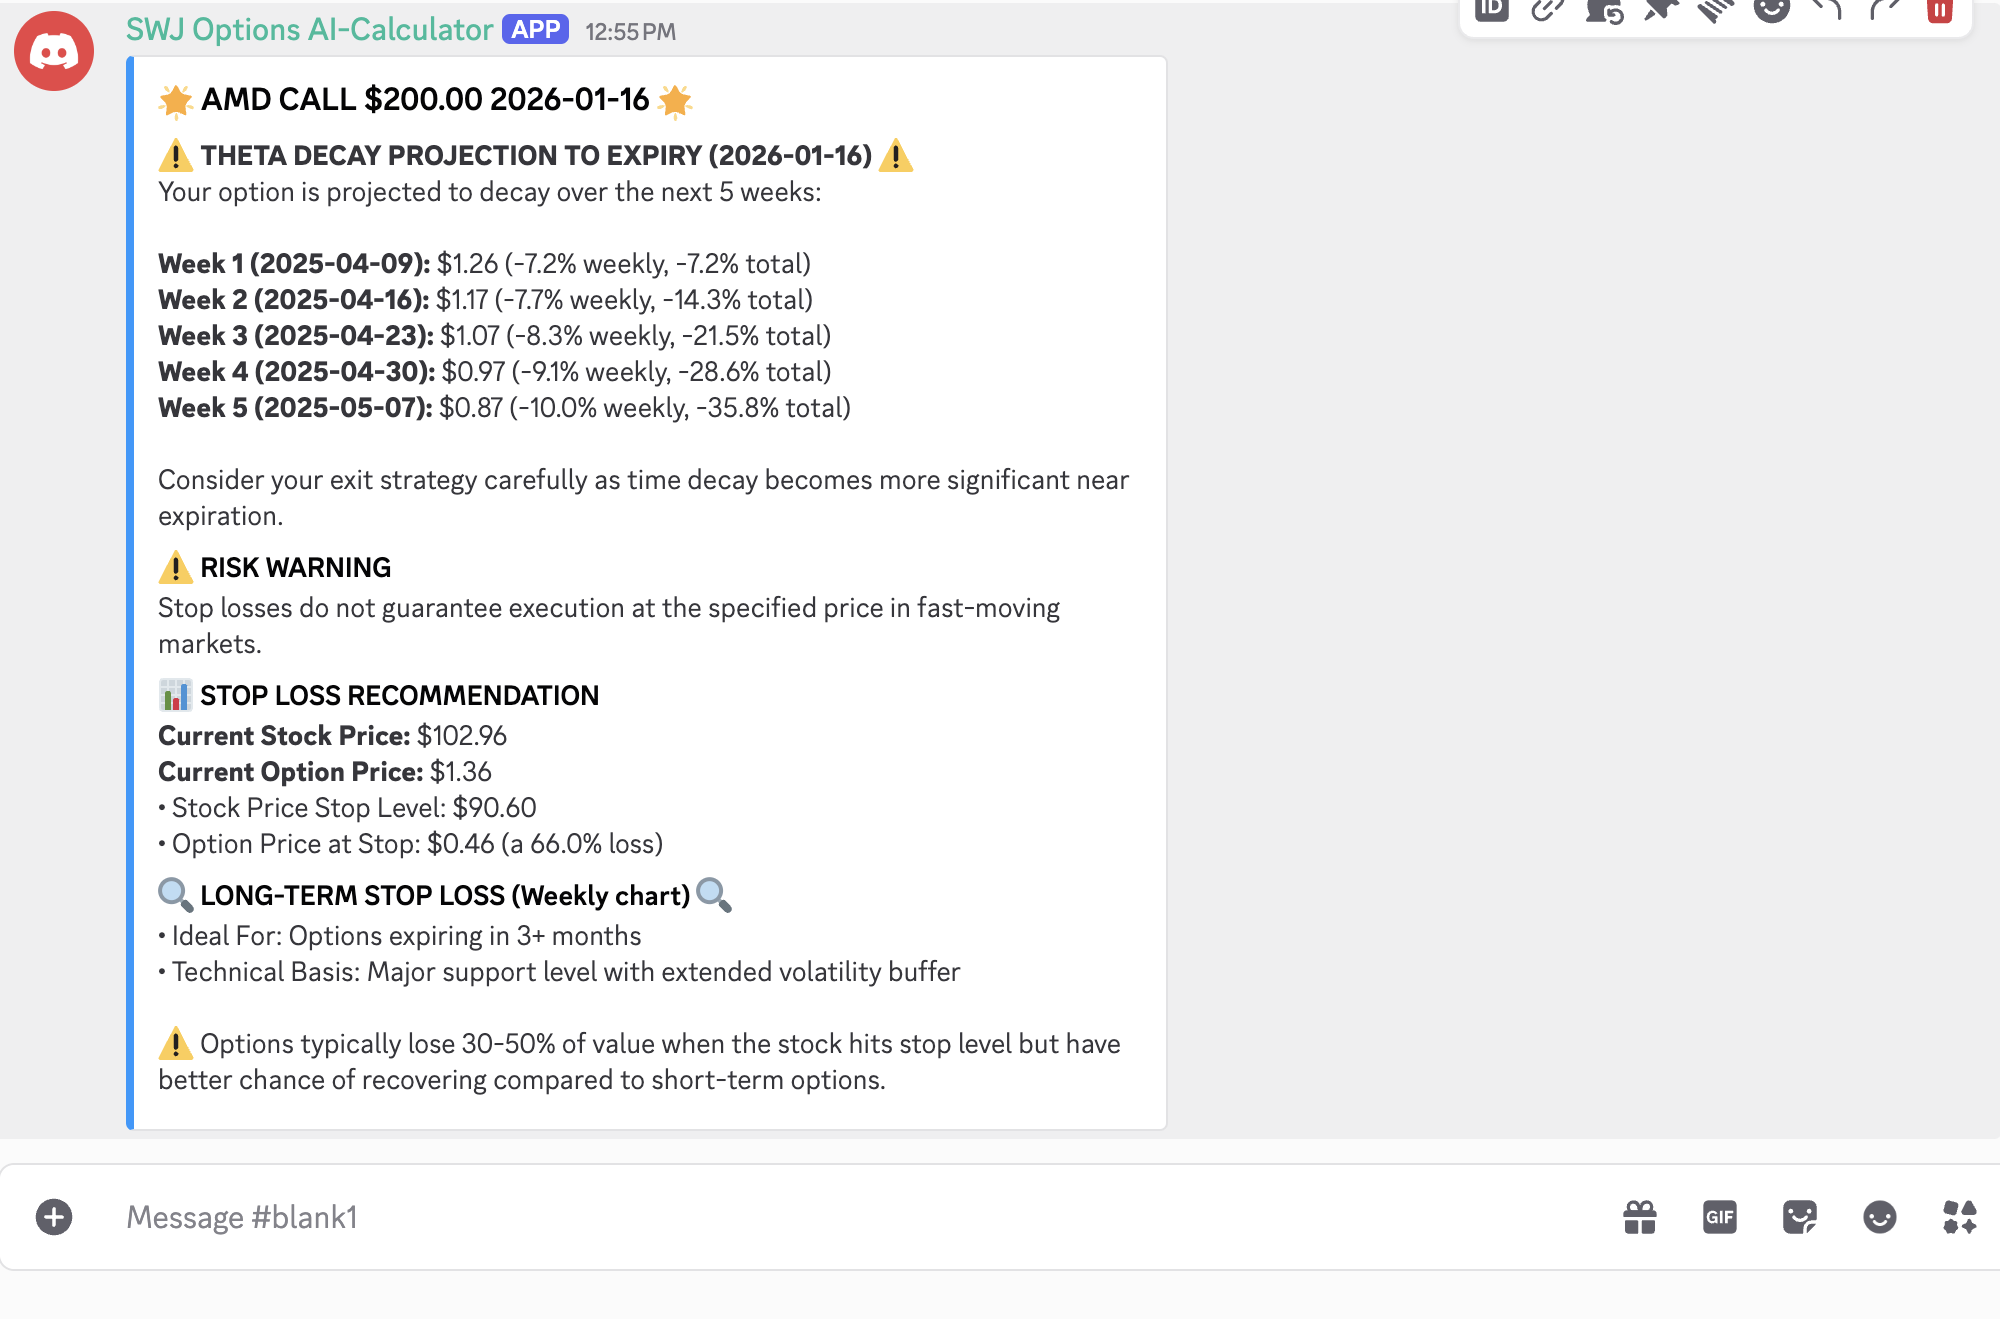 ID
SWJ Options AI-Calculator APP 12:55 PM
AMD CALL $200.00 2026-01-16
THETA DECAY PROJECTION TO EXPIRY (2026-01-16)
Your option is projected to decay over the next 5 weeks:
Week 1 (2025-04-09): $1.26 (-7.2% weekly, -7.2% total)
Week 2 (2025-04-16): $1.17 (-7.7% weekly, -14.3% total)
Week 3 (2025-04-23): $1.07 (-8.3% weekly, -21.5% total)
Week 4 (2025-04-30): $0.97 (-9.1% weekly, -28.6% total)
Week 5 (2025-05-07): $0.87 (-10.0% weekly, -35.8% total)
Consider your exit strategy carefully as time decay becomes more significant near
expiration.
RISK WARNING
Stop losses do not guarantee execution at the specified price in fast-moving
markets.
STOP LOSS RECOMMENDATION
Current Stock Price: $102.96
Current Option Price: $1.36
• Stock Price Stop Level: $90.60
• Option Price at Stop: $0.46 (a 66.0% loss)
LONG-TERM STOP LOSS (Weekly chart)
• Ideal For: Options expiring in 3+ months
• Technical Basis: Major support level with extended volatility buffer
Options typically lose 30-50% of value when the stock hits stop level but have
better chance of recovering compared to short-term options.
Message #blank1
GIF